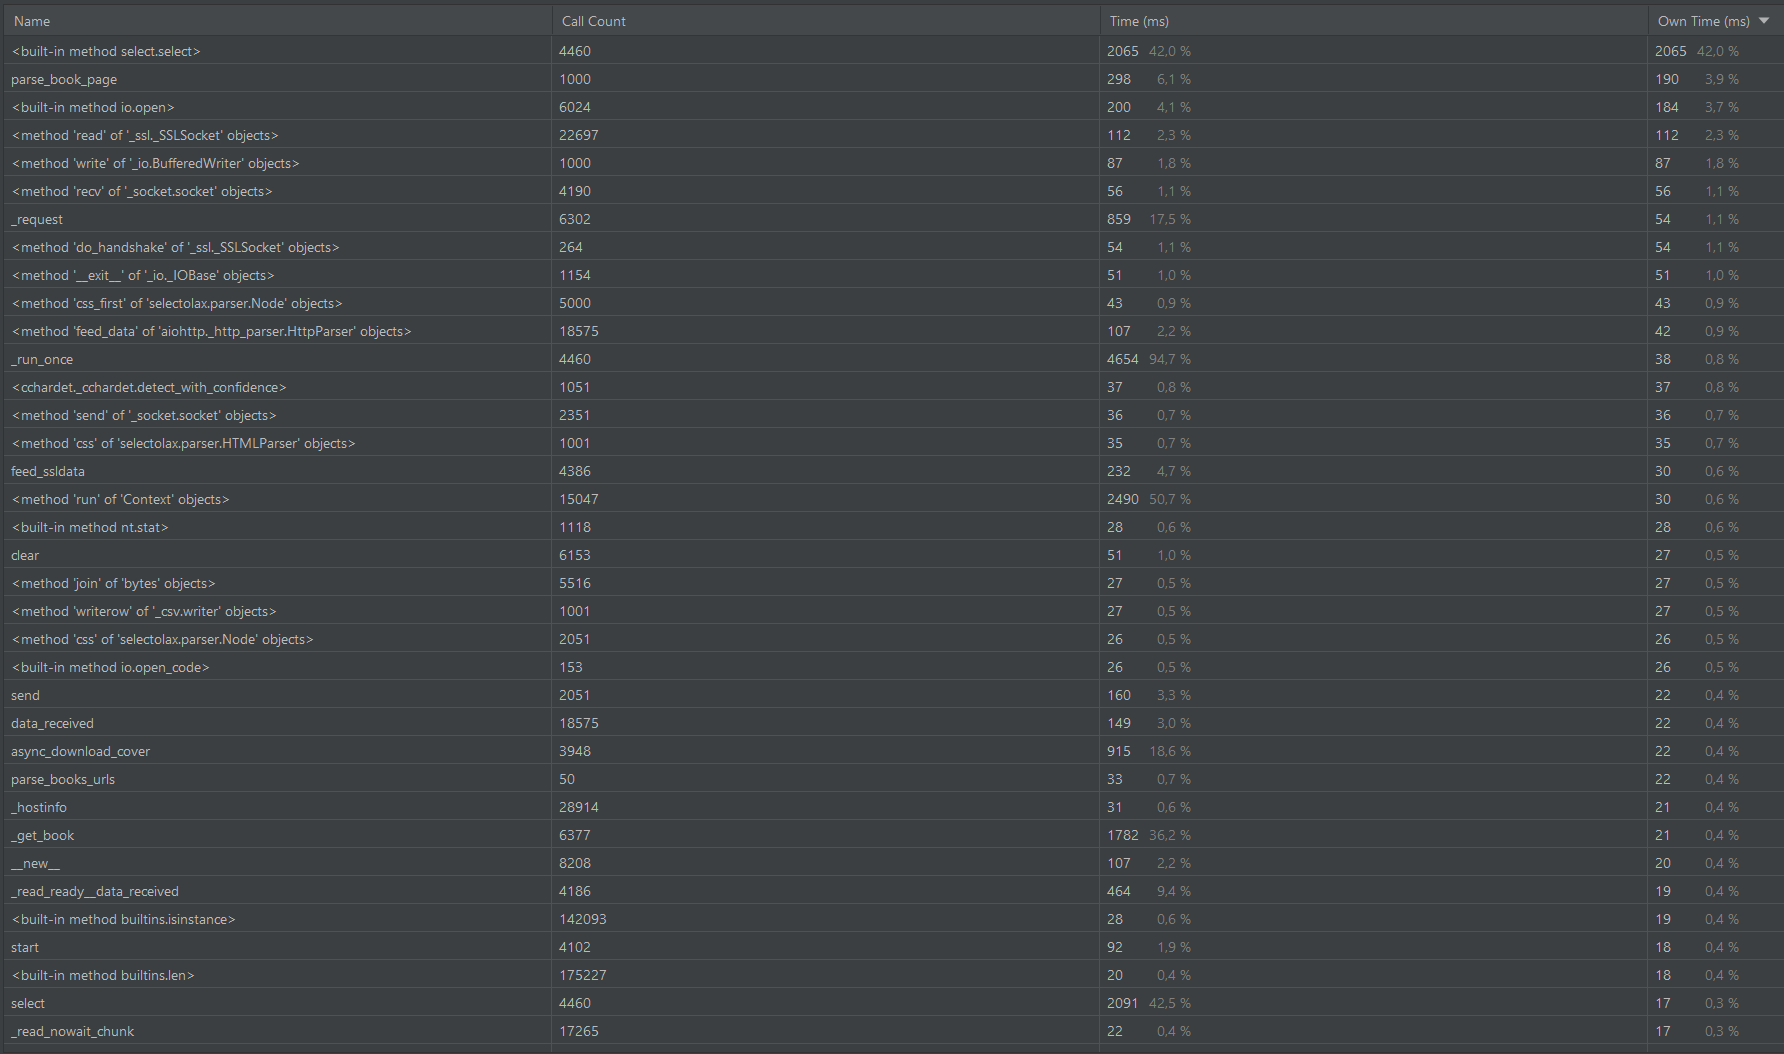 Name Call Count Time (ms) Own Time (ms)
<built-in method select.select> 4460 2065 42,0 % 2065 42,0 %
parse_book_page 1000 298 6,1 % 190 3,9 %
<built-in method io.open> 6024 200 4,1 % 184 3,7 %
<method 'read' of '_ssl._SSLSocket' objects> 22697 112 2,3 % 112 2,3 %
<method 'write' of '_io.BufferedWriter' objects> 1000 87 1,8 % 87 1,8 %
<method 'recv' of '_socket.socket' objects> 4190 56 1,1 % 56 1,1 %
_request 6302 859 17,5 % 54 1,1 %
<method 'do_handshake' of '_ssl._SSLSocket' objects> 264 54 1,1 % 54 1,1 %
<method '__exit__' of '_io._IOBase' objects> 1154 51 1,0 % 51 1,0 %
<method 'css_first' of 'selectolax.parser.Node' objects> 5000 43 0,9 % 43 0,9 %
<method 'feed_data' of 'aiohttp._http_parser.HttpParser' objects> 18575 107 2,2 % 42 0,9 %
_run_once 4460 4654 94,7 % 38 0,8 %
<cchardet._cchardet.detect_with_confidence> 1051 37 0,8 % 37 0,8 %
<method 'send' of '_socket.socket' objects> 2351 36 0,7 % 36 0,7 %
<method 'css' of 'selectolax.parser.HTMLParser' objects> 1001 35 0,7 % 35 0,7 %
feed_ssldata 4386 232 4,7 % 30 0,6 %
<method 'run' of 'Context' objects> 15047 2490 50,7 % 30 0,6 %
<built-in method nt.stat> 1118 28 0,6 % 28 0,6 %
clear 6153 51 1,0 % 27 0,5 %
<method 'join' of 'bytes' objects> 5516 27 0,5 % 27 0,5 %
<method 'writerow' of '_csv.writer' objects> 1001 27 0,5 % 27 0,5 %
<method 'css' of 'selectolax.parser.Node' objects> 2051 26 0,5 % 26 0,5 %
<built-in method io.open_code> 153 26 0,5 % 26 0,5 %
send 2051 160 3,3 % 22 0,4 %
data_received 18575 149 3,0 % 22 0,4 %
async_download_cover 3948 915 18,6 % 22 0,4 %
parse_books_urls 50 33 0,7 % 22 0,4 %
_hostinfo 28914 31 0,6 % 21 0,4 %
_get_book 6377 1782 36,2 % 21 0,4 %
__new__ 8208 107 2,2 % 20 0,4 %
_read_ready__data_received 4186 464 9,4 % 19 0,4 %
<built-in method builtins.isinstance> 142093 28 0,6 % 19 0,4 %
start 4102 92 1,9 % 18 0,4 %
<built-in method builtins.len> 175227 20 0,4 % 18 0,4 %
select 4460 2091 42,5 % 17 0,3 %
_read_nowait_chunk 17265 22 0,4 % 17 0,3 %